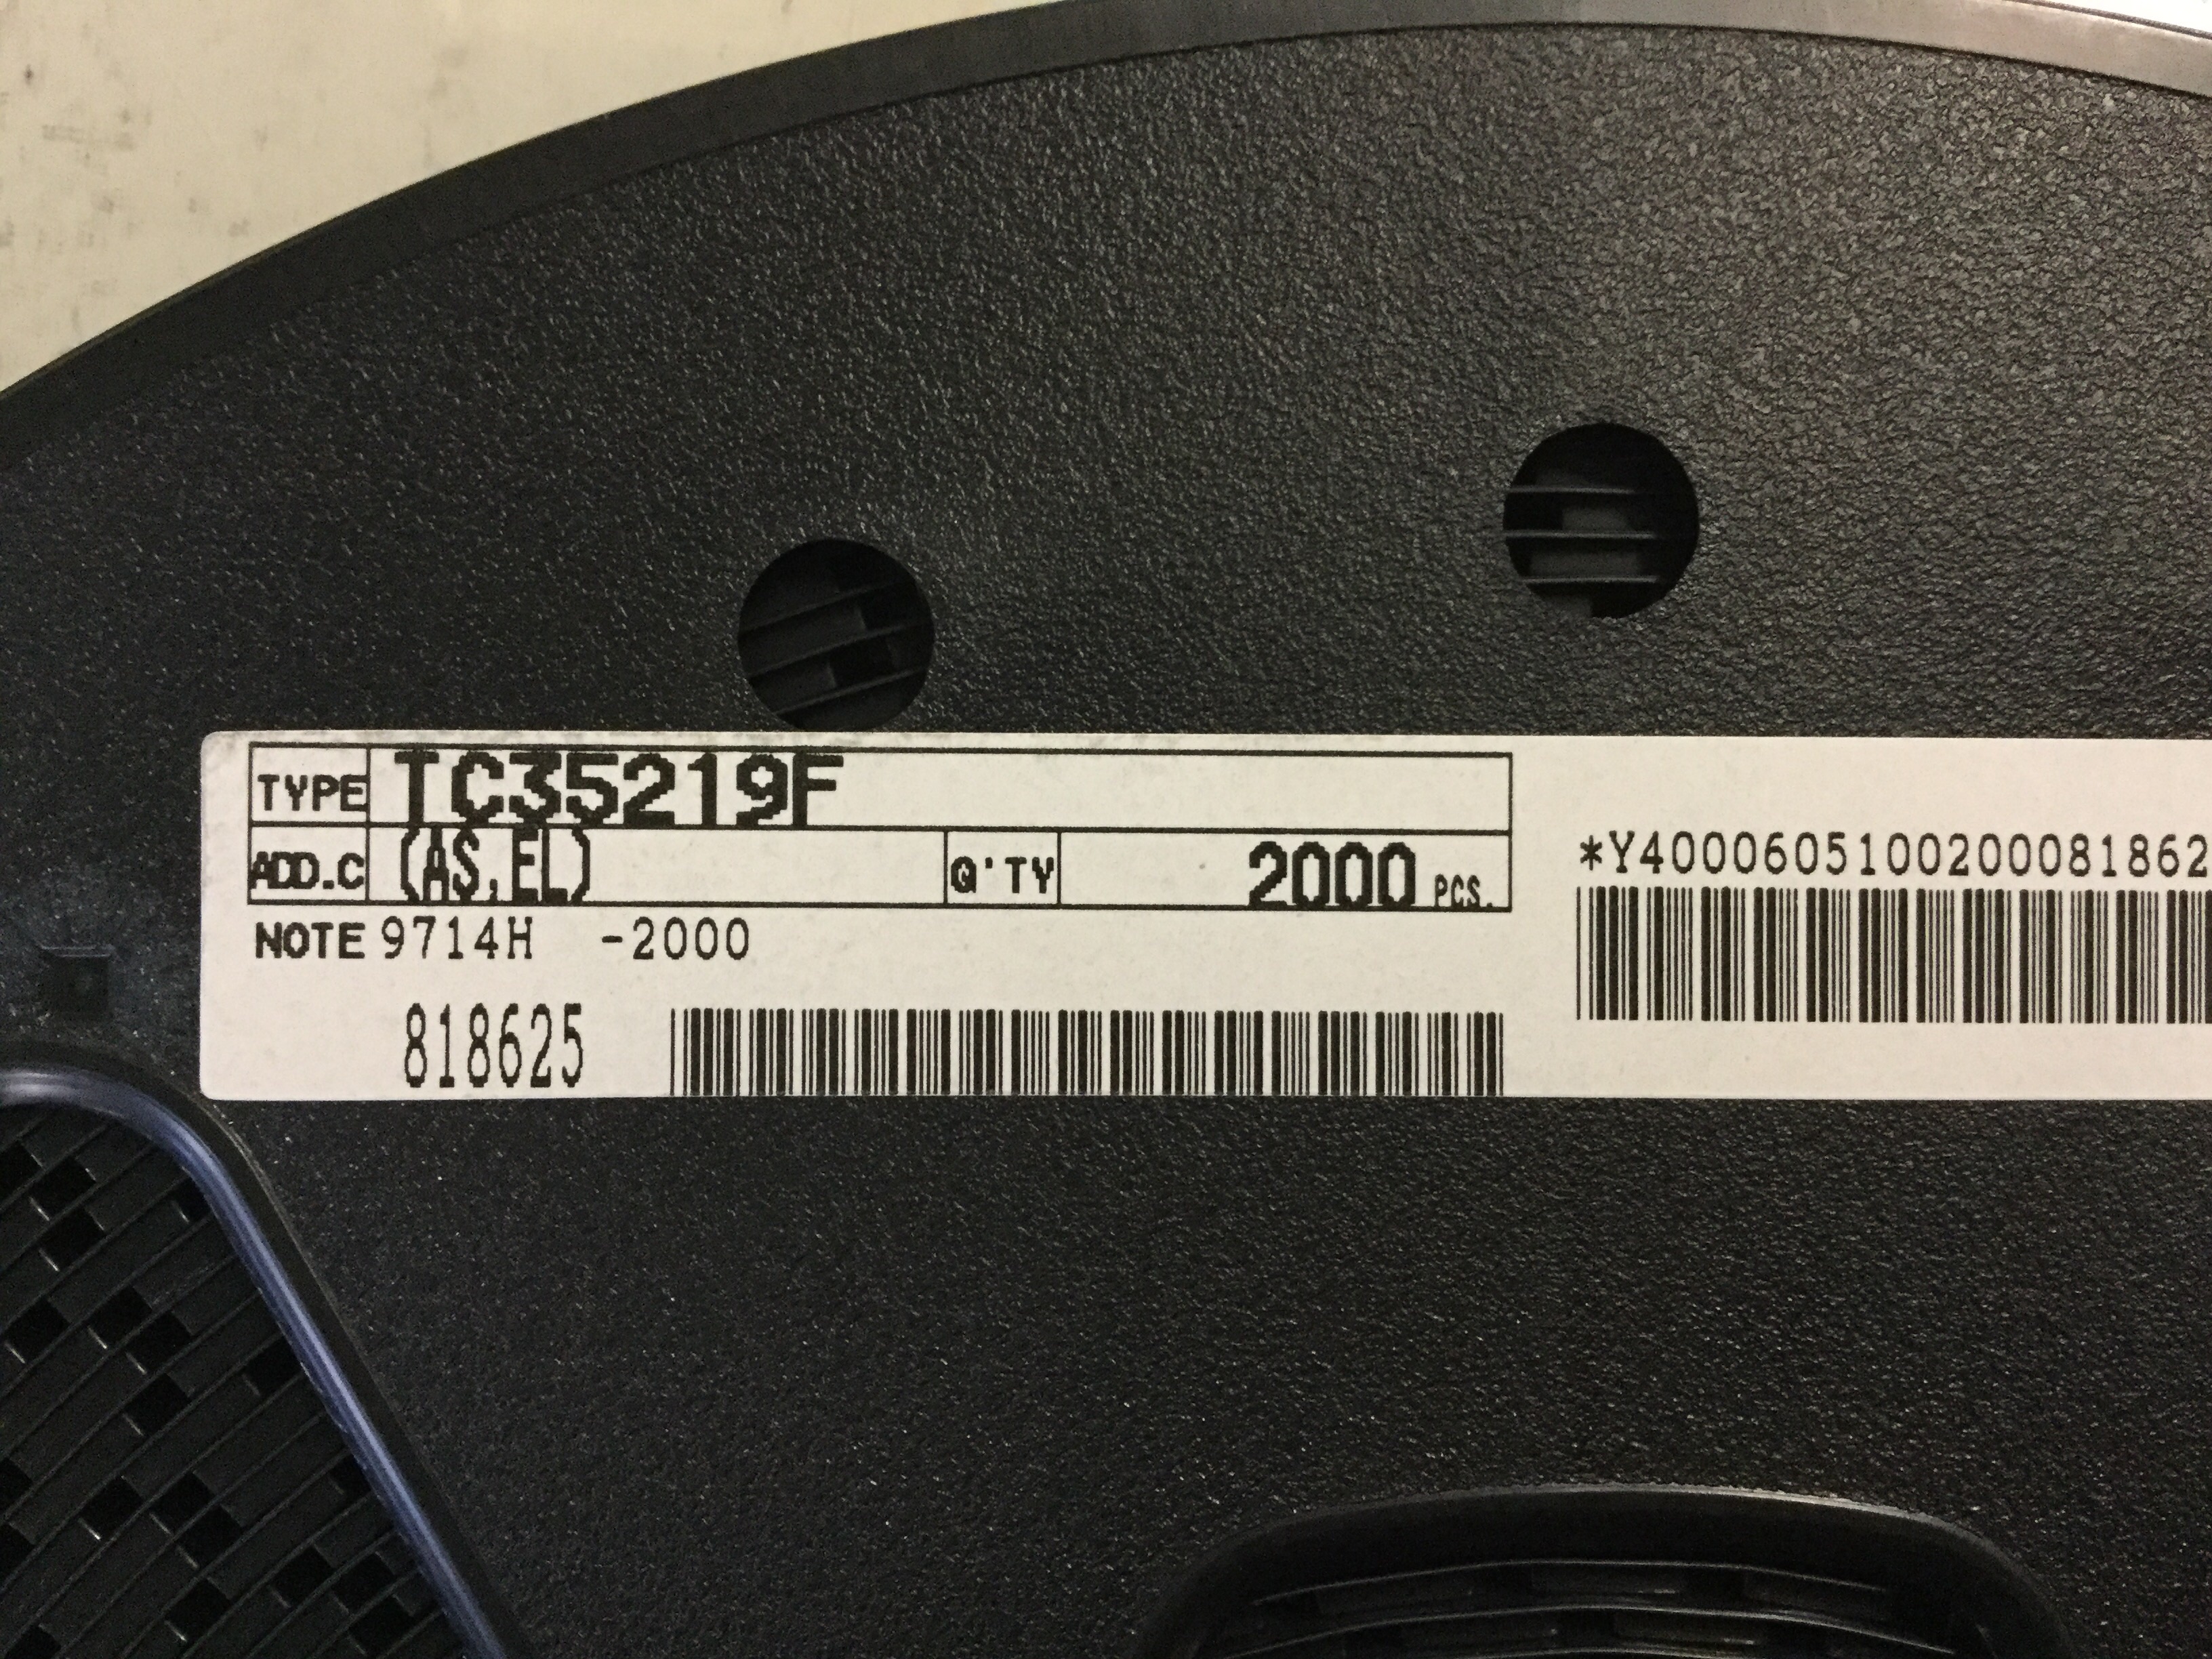 TYPE TC35219F
ADD.C (AS,EL) Q'TY 2000 PCS.
NOTE 9714H -2000
818625
*Y4000605100200081862